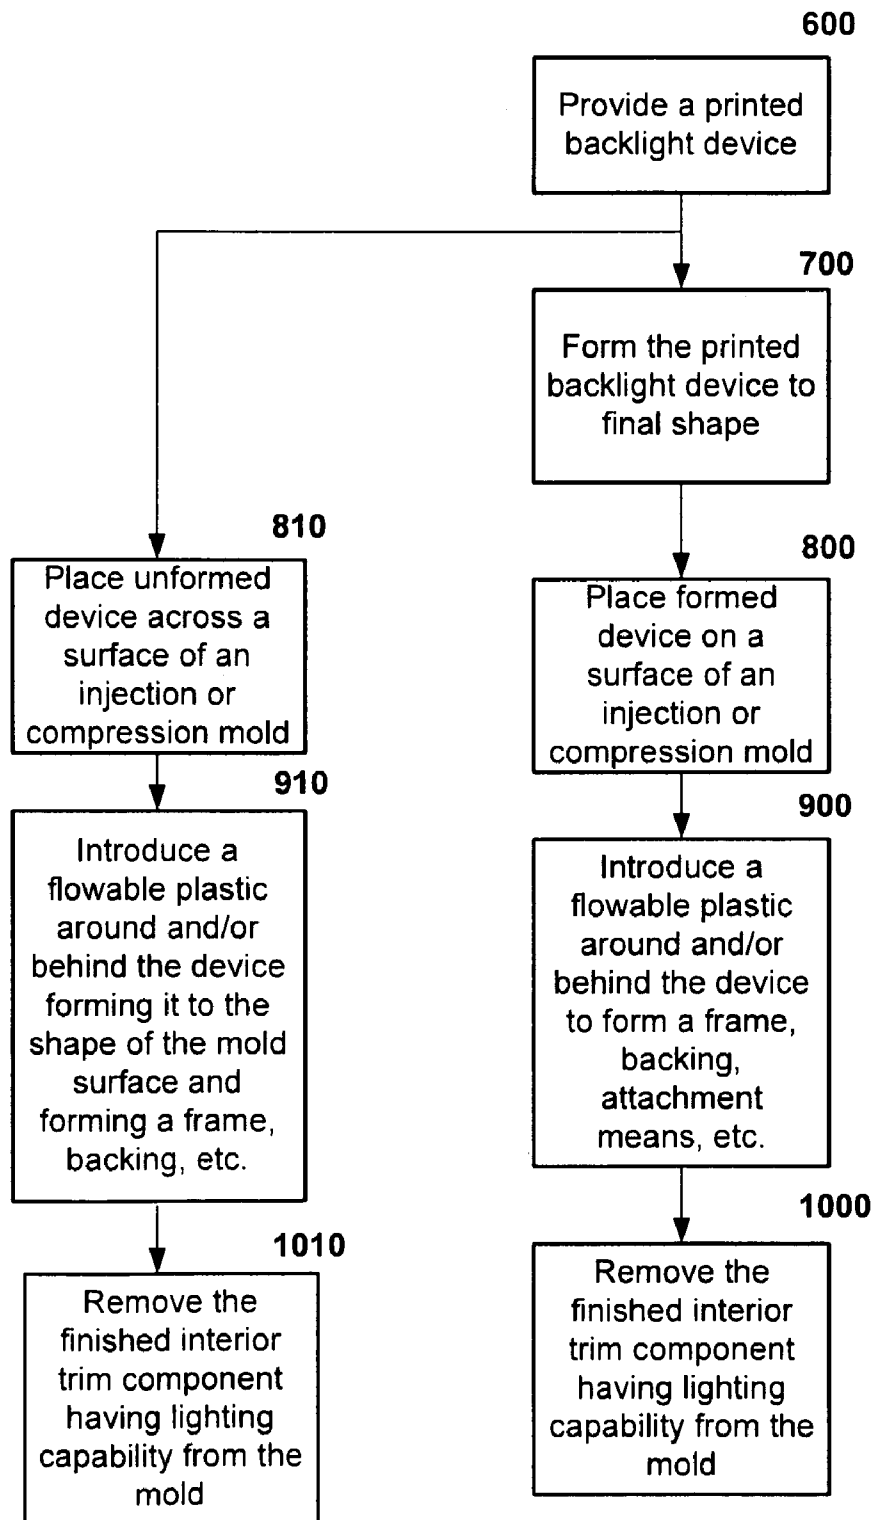 600
Provide a printed
backlight device
700
Form the printed
backlight device to
final shape
810
Place unformed
device across a
surface of an
injection or
compression mold
800
Place formed
device on a
surface of an
injection or
compression mold
910
Introduce a
flowable plastic
around and/or
behind the device
forming it to the
shape of the mold
surface and
forming a frame,
backing, etc.
900
Introduce a
flowable plastic
around and/or
behind the device
to form a frame,
backing,
attachment
means, etc.
1010
Remove the
finished interior
trim component
having lighting
capability from the
mold
1000
Remove the
finished interior
trim component
having lighting
capability from the
mold